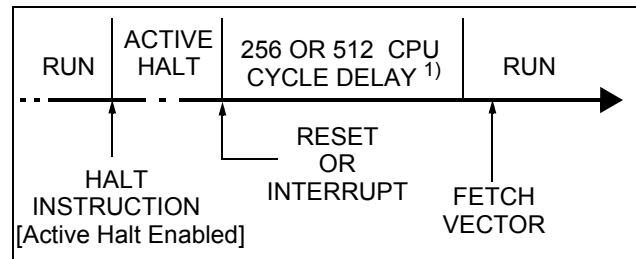 RUN
ACTIVE
HALT
256 OR 512 CPU
CYCLE DELAY 1)
RUN
HALT
INSTRUCTION
[Active Halt Enabled]
RESET
OR
INTERRUPT
FETCH
VECTOR